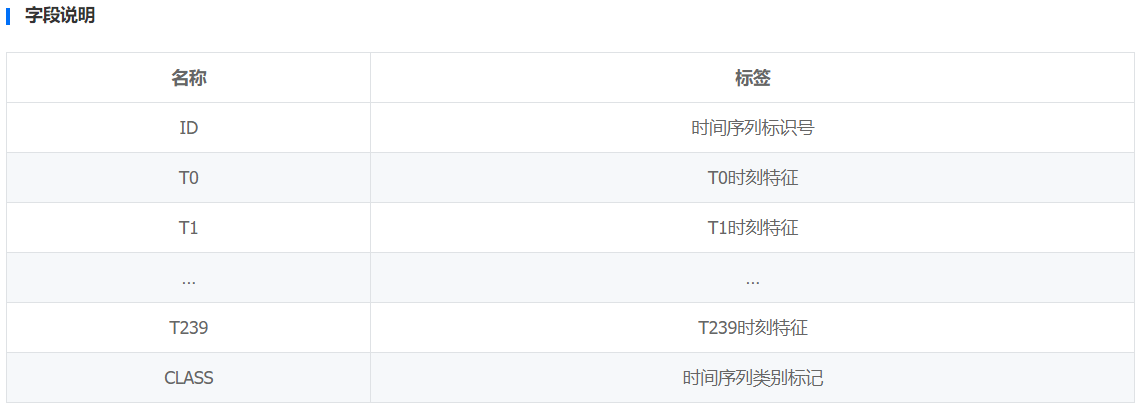 字段说明
名称 标签
ID 时间序列标识号
T0 T0时刻特征
T1 T1时刻特征
... ...
T239 T239时刻特征
CLASS 时间序列类别标记